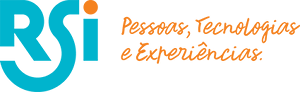 RSi
Pessoas, Tecnologias
e Experiências.